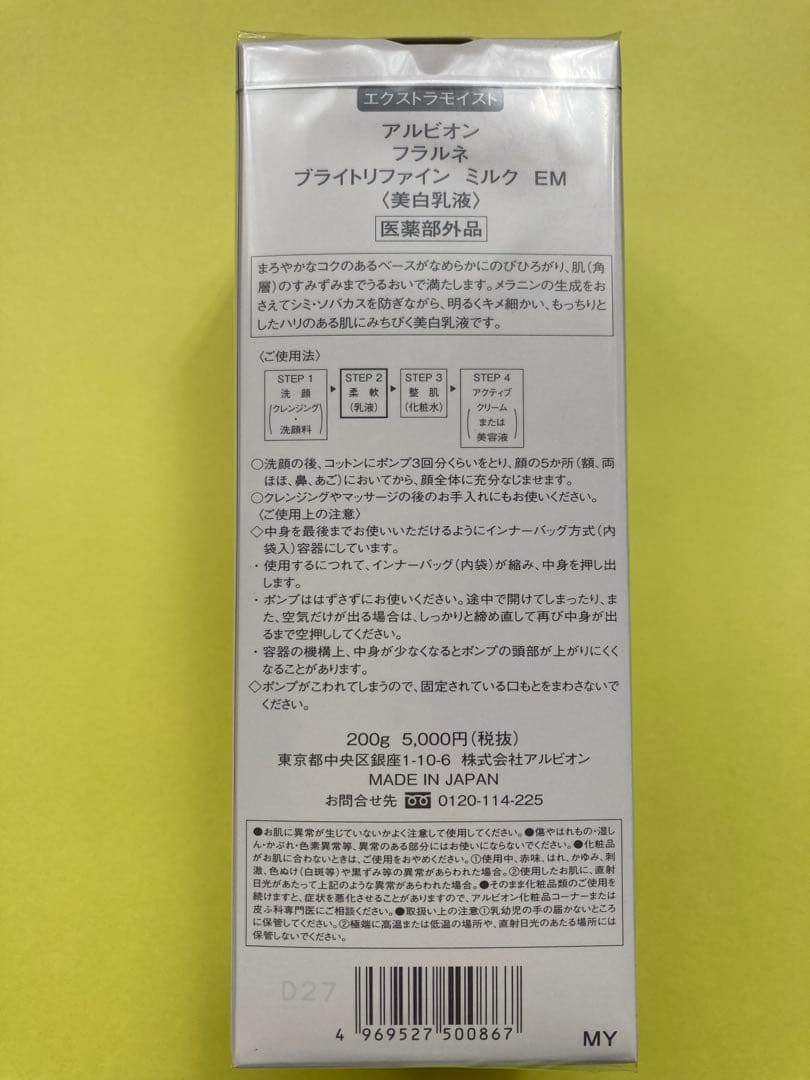 エクストラモイスト
アルビオン
フラルネ
ブライトリファイン ミルク EM
〈美白乳液〉
医薬部外品
まろやかなコクのあるベースがなめらかにのびひろがり、肌(角
層)のすみずみまでうるおいで満たします。メラニンの生成をお
さえてシミ・ソバカスを防ぎながら、明るくキメ細かい、もっちりと
したハリのある肌にみちびく美白乳液です。
〈ご使用法〉
STEP 1
洗 顔
(クレンジング
・
洗顔料)
STEP 2
柔 軟
(乳液)
STEP 3
整 肌
(化粧水)
STEP 4
アクティブ
(クリーム
または
美容液)
○洗顔の後、コットンにポンプ3回分くらいをとり、顔の5か所(額、両
ほほ、鼻、あご)においてから、顔全体に充分なじませます。
○クレンジングやマッサージの後のお手入れにもお使いください。
〈ご使用上の注意〉
◇中身を最後までお使いいただけるようにインナーバッグ方式(内
袋入)容器にしています。
・使用するにつれて、インナーバッグ(内袋)が縮み、中身を押し出
します。
・ポンプははずさずにお使いください。途中で開けてしまったり、ま
た、空気だけが出る場合は、しっかりと締め直して再び中身が出
るまで空押ししてください。
・容器の機構上、中身が少なくなるとポンプの頭部が上がりにくく
なることがあります。
◇ポンプがこわれてしまうので、固定されている口もとをまわさないで
ください。
200g 5,000円(税抜)
東京都中央区銀座1-10-6 株式会社アルビオン
MADE IN JAPAN
お問合せ先 0120-114-225
●お肌に異常が生じていないかよく注意して使用してください。●傷やはれもの・湿し
ん・かぶれ・色素異常等、異常のある部分にはお使いにならないでください。●化粧品
がお肌に合わないときは、ご使用をおやめください。①使用中、赤味、はれ、かゆみ、刺
激、色ぬけ(白斑等)や黒ずみ等の異常があらわれた場合。②使用したお肌に、直射
日光があたって上記のような異常があらわれた場合。●そのまま化粧品類のご使用を
続けますと、症状を悪化させることがありますので、アルビオン化粧品コーナーまたは
皮ふ科専門医にご相談ください。●取扱い上の注意①乳幼児の手の届かないところ
に保管してください。②極端に高温または低温の場所や、直射日光のあたる場所には
保管しないでください。
D27
4 969527 500867
MY